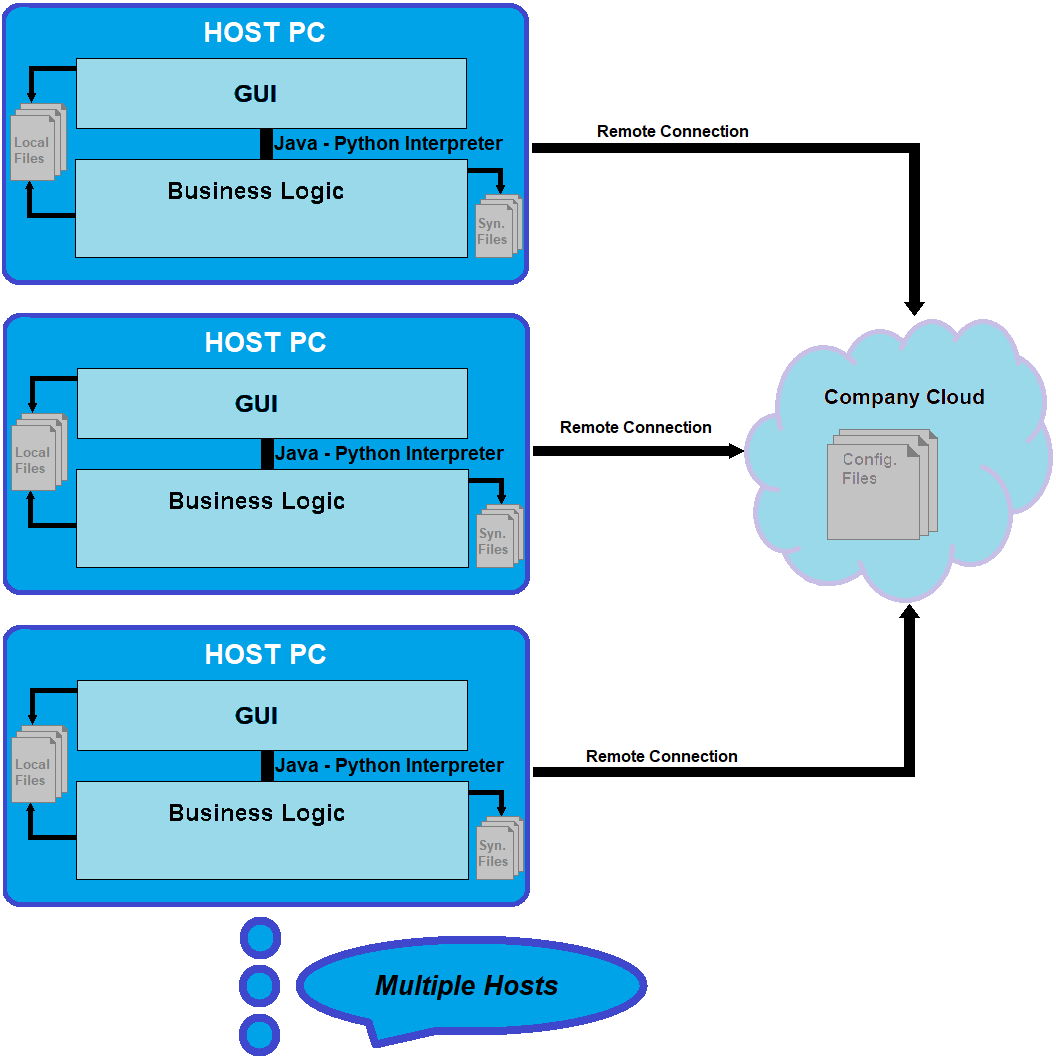 HOST PC
GUI
Java - Python Interpreter
Local
Files
Business Logic
Syn.
Files
Remote Connection
HOST PC
GUI
Java - Python Interpreter
Local
Files
Business Logic
Syn.
Files
Remote Connection
Company Cloud
Config.
Files
HOST PC
GUI
Java - Python Interpreter
Local
Files
Business Logic
Syn.
Files
Remote Connection
Multiple Hosts